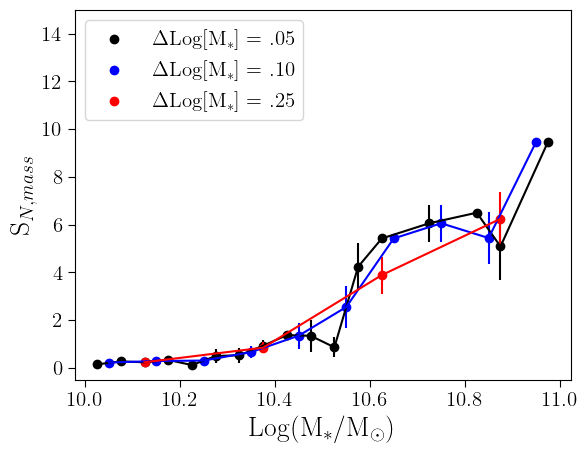 ΔLog[M*] = .05
ΔLog[M*] = .10
ΔLog[M*] = .25
14
12
10
8
6
4
2
0
S_{N,mass}
10.0 10.2 10.4 10.6 10.8 11.0
Log(M*/M⊙)